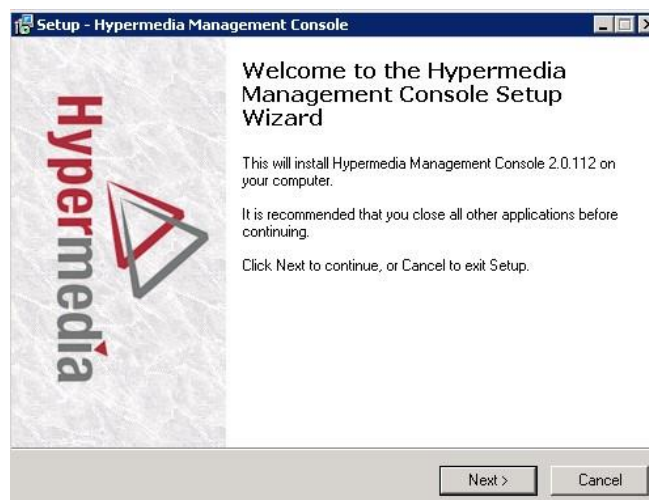 Setup - Hypermedia Management Console
Hypermedia
Welcome to the Hypermedia
Management Console Setup
Wizard
This will install Hypermedia Management Console 2.0.112 on
your computer.
It is recommended that you close all other applications before
continuing.
Click Next to continue, or Cancel to exit Setup.
Next >
Cancel